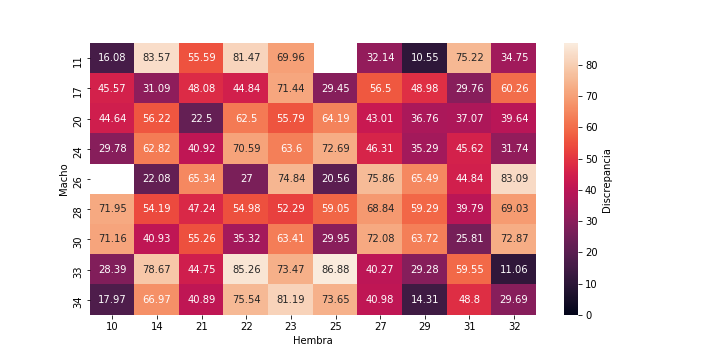 11 16.08 83.57 55.59 81.47 69.96 32.14 10.55 75.22 34.75
17 45.57 31.09 48.08 44.84 71.44 29.45 56.5 48.98 29.76 60.26
20 44.64 56.22 22.5 62.5 55.79 64.19 43.01 36.76 37.07 39.64
24 29.78 62.82 40.92 70.59 63.6 72.69 46.31 35.29 45.62 31.74
26 22.08 65.34 27 74.84 20.56 75.86 65.49 44.84 83.09
28 71.95 54.19 47.24 54.98 52.29 59.05 68.84 59.29 39.79 69.03
30 71.16 40.93 55.26 35.32 63.41 29.95 72.08 63.72 25.81 72.87
33 28.39 78.67 44.75 85.26 73.47 86.88 40.27 29.28 59.55 11.06
34 17.97 66.97 40.89 75.54 81.19 73.65 40.98 14.31 48.8 29.69
10 14 21 22 23 25 27 29 31 32
Hembra
Macho
80
70
60
50
40
30
20
10
0
Discrepancia